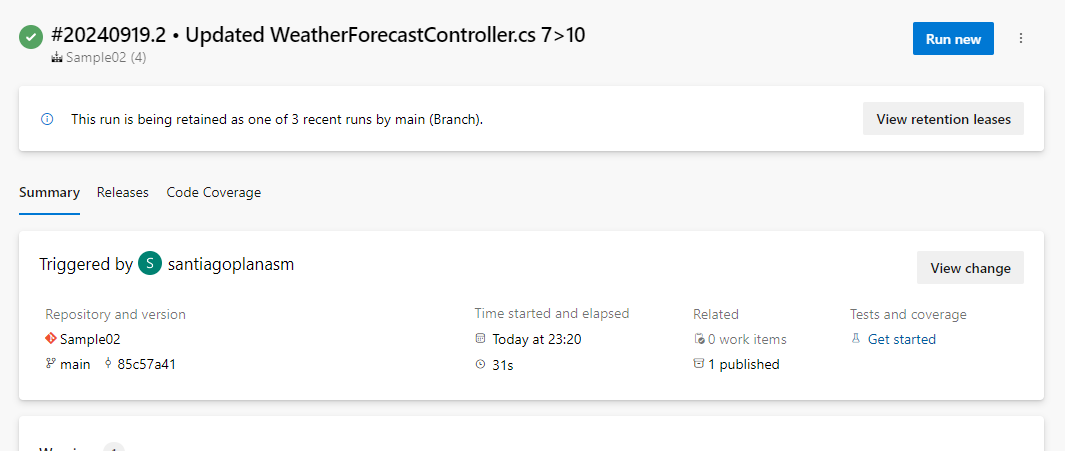 #20240919.2 • Updated WeatherForecastController.cs 7>10
Sample02 (4)
Run new
This run is being retained as one of 3 recent runs by main (Branch).
View retention leases
Summary Releases Code Coverage
Triggered by S santiagoplanasm
View change
Repository and version
Sample02
main 85c57a41
Time started and elapsed
Today at 23:20
31s
Related
0 work items
1 published
Tests and coverage
Get started